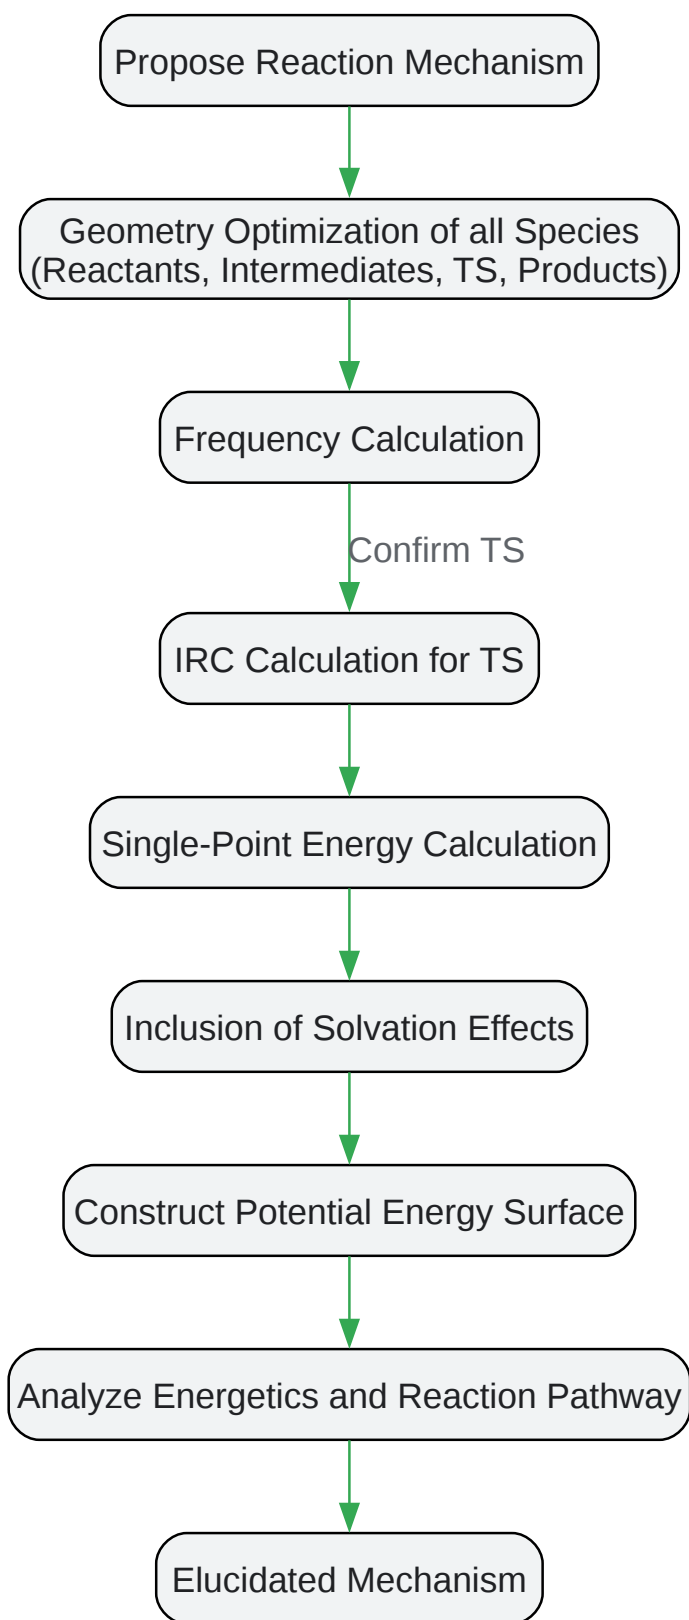 Propose Reaction Mechanism
Geometry Optimization of all Species
(Reactants, Intermediates, TS, Products)
Frequency Calculation
Confirm TS
IRC Calculation for TS
Single-Point Energy Calculation
Inclusion of Solvation Effects
Construct Potential Energy Surface
Analyze Energetics and Reaction Pathway
Elucidated Mechanism